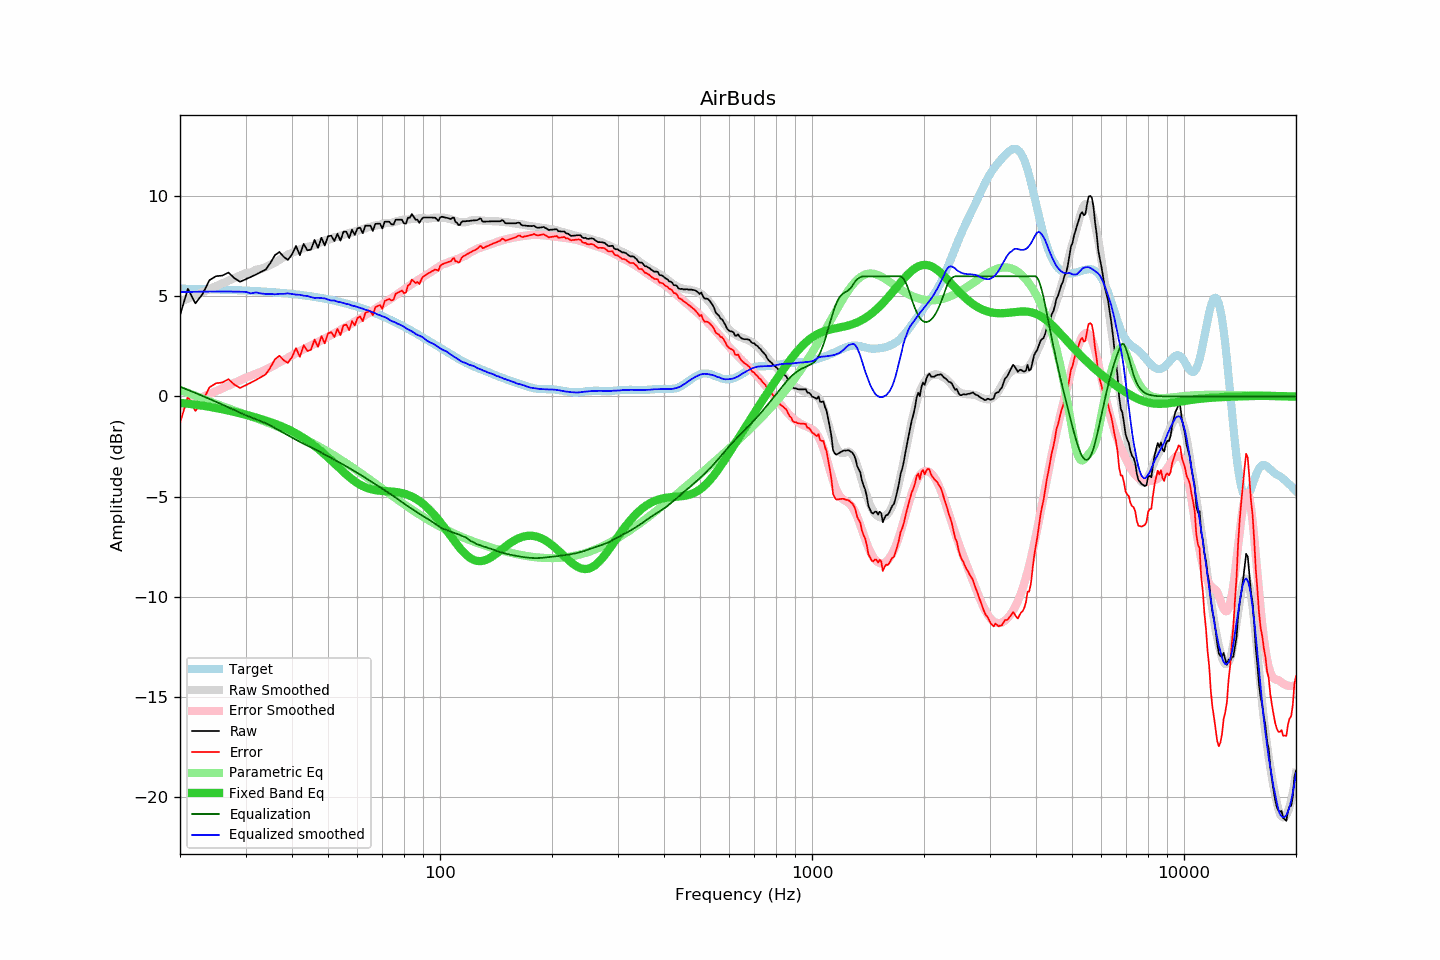 AirBuds
10
5
0
−5
−10
−15
−20
Amplitude (dBr)
Target
Raw Smoothed
Error Smoothed
Raw
Error
Parametric Eq
Fixed Band Eq
Equalization
Equalized smoothed
100
1000
10000
Frequency (Hz)